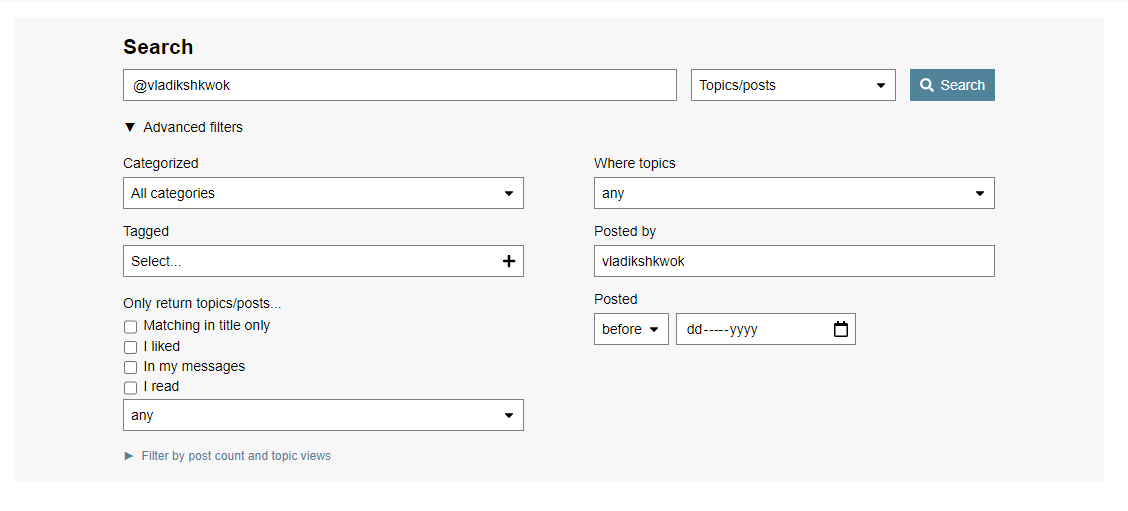 Search
@vladikshkwok
Topics/posts
Search
▼ Advanced filters
Categorized
All categories
Where topics
any
Tagged
Select...
Posted by
vladikshkwok
Only return topics/posts...
Matching in title only
I liked
In my messages
I read
any
Posted
before
dd-----yyyy
► Filter by post count and topic views